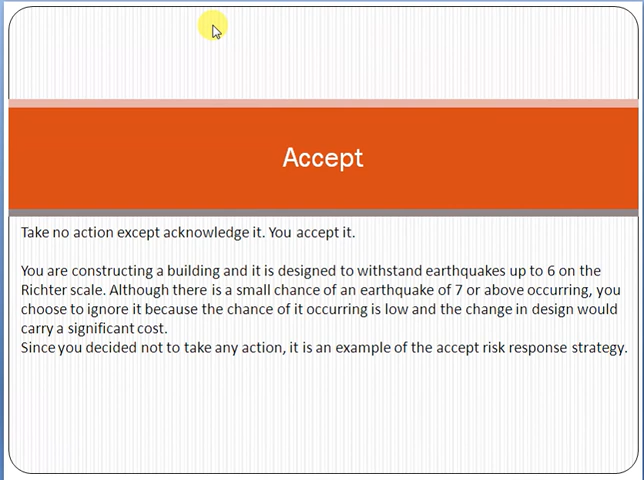 Accept
Take no action except acknowledge it. You accept it.
You are constructing a building and it is designed to withstand earthquakes up to 6 on the
Richter scale. Although there is a small chance of an earthquake of 7 or above occurring, you
choose to ignore it because the chance of it occurring is low and the change in design would
carry a significant cost.
Since you decided not to take any action, it is an example of the accept risk response strategy.